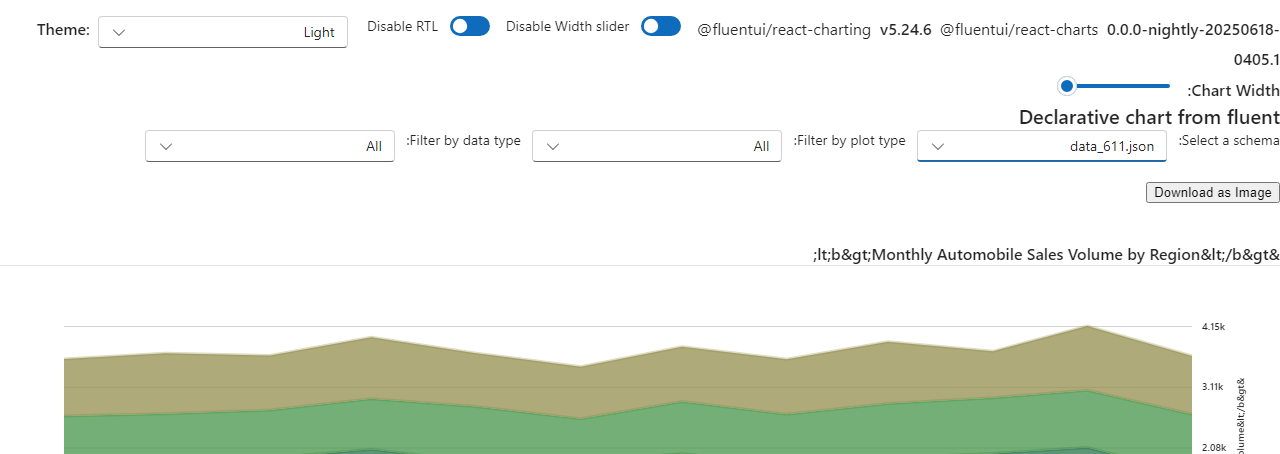 Theme:
Light
Disable RTL
Disable Width slider
@fluentui/react-charting v5.24.6 @fluentui/react-charts 0.0.0-nightly-20250618-
0405.1
:Chart Width
Declarative chart from fluent
:Select a schema
data_611.json
:Filter by plot type
All
:Filter by data type
All
Download as Image
;lt;b&gt;Monthly Automobile Sales Volume by Region&lt;/b&gt&
4.15k
3.11k
2.08k
olume&lt;/b&gt&